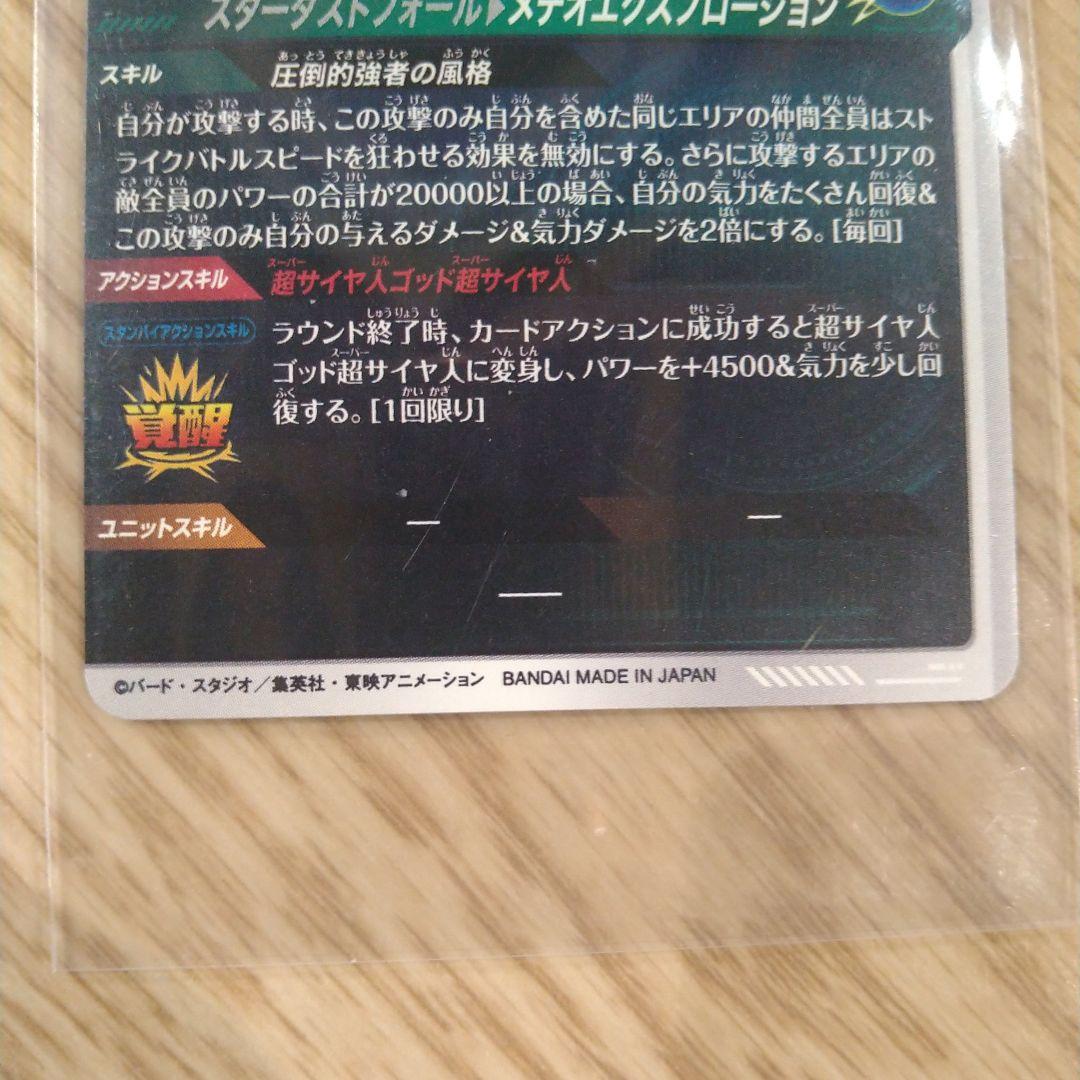 スターダストフォール▶メテオエクスプロージョン
スキル 圧倒的強者の風格
自分が攻撃する時、この攻撃のみ自分を含めた同じエリアの仲間全員はスト
ライクバトルスピードを狂わせる効果を無効にする。さらに攻撃するエリアの
敵全員のパワーの合計が20000以上の場合、自分の気力をたくさん回復&
この攻撃のみ自分の与えるダメージ&気力ダメージを2倍にする。[毎回]
アクションスキル 超サイヤ人ゴッド超サイヤ人
スタンバイアクションスキル
覚醒
ラウンド終了時、カードアクションに成功すると超サイヤ人
ゴッド超サイヤ人に変身し、パワーを+4500&気力を少し回
復する。[1回限り]
ユニットスキル — —
—
©バード・スタジオ/集英社・東映アニメーション BANDAI MADE IN JAPAN